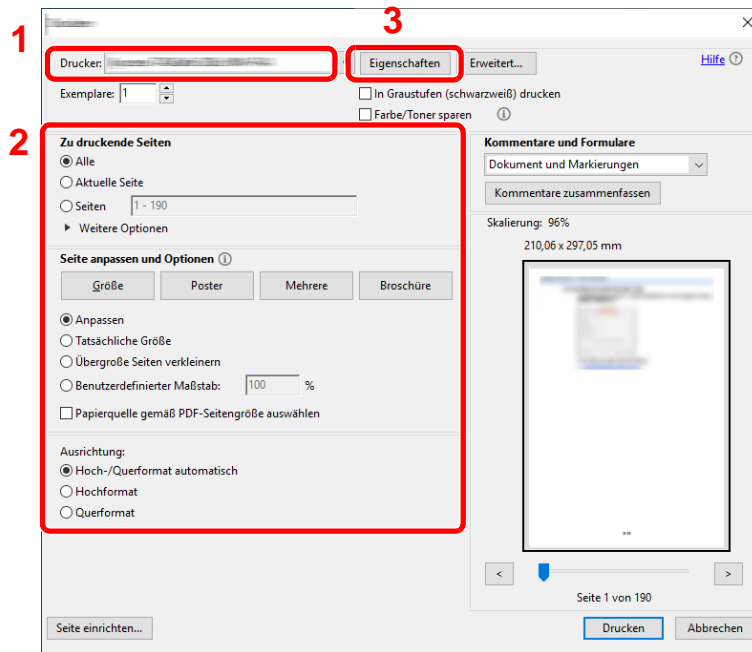 1
3
Drucker:
Eigenschaften
Erweitert...
Hilfe
Exemplare: 1
In Graustufen (schwarzweiß) drucken
Farbe/Toner sparen
2
Zu druckende Seiten
Alle
Aktuelle Seite
Seiten 1 - 190
Weitere Optionen
Seite anpassen und Optionen
Größe Poster Mehrere Broschüre
Anpassen
Tatsächliche Größe
Übergroße Seiten verkleinern
Benutzerdefinierter Maßstab: 100 %
Papierquelle gemäß PDF-Seitengröße auswählen
Ausrichtung:
Hoch-/Querformat automatisch
Hochformat
Querformat
Kommentare und Formulare
Dokument und Markierungen
Kommentare zusammenfassen
Skalierung: 96%
210,06 x 297,05 mm
< >
Seite 1 von 190
Seite einrichten...
Drucken Abbrechen